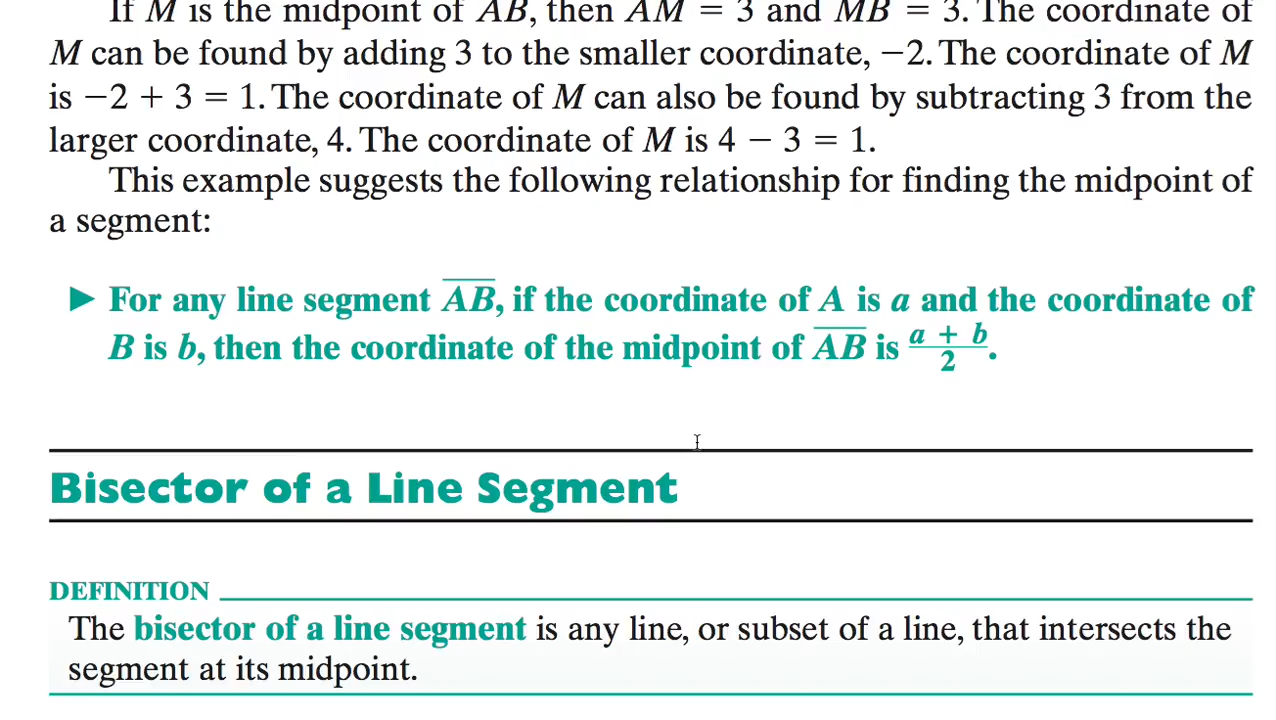 If M is the midpoint of AB, then AM = 3 and MB = 3. The coordinate of
M can be found by adding 3 to the smaller coordinate, −2. The coordinate of M
is −2 + 3 = 1. The coordinate of M can also be found by subtracting 3 from the
larger coordinate, 4. The coordinate of M is 4 − 3 = 1.
This example suggests the following relationship for finding the midpoint of
a segment:
► For any line segment A̅B̅, if the coordinate of A is a and the coordinate of
B is b, then the coordinate of the midpoint of A̅B̅ is (a + b)/2.
Bisector of a Line Segment
DEFINITION
The bisector of a line segment is any line, or subset of a line, that intersects the
segment at its midpoint.